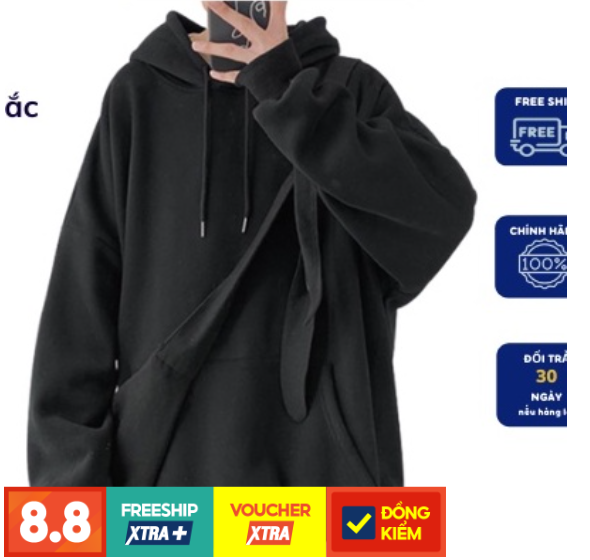 ắc
FREE SHI
FREE
CHÍNH HÃ
100%
ĐỔI TRẢ
30
NGÀY
nếu hàng l
8.8
FREESHIP
XTRA+
VOUCHER
XTRA
ĐỒNG
KIỂM